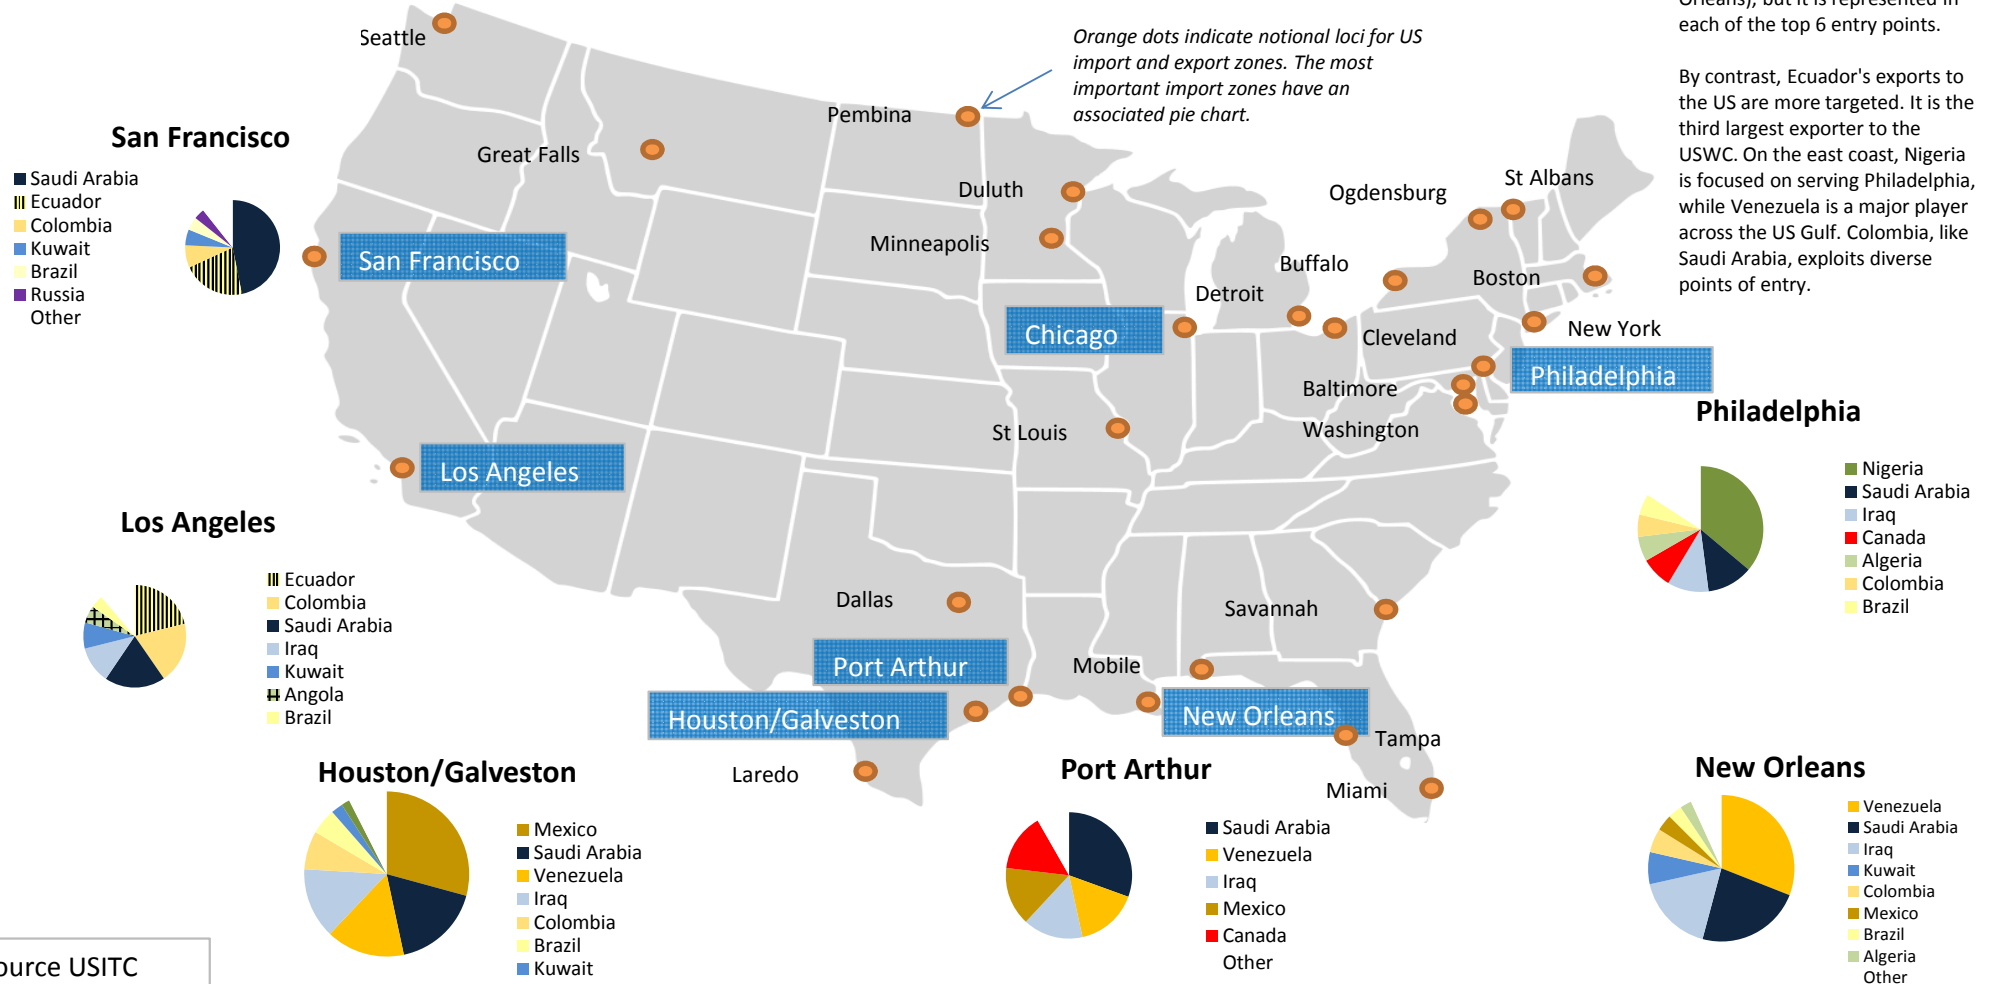 Orleans), but it is represented in
each of the top 6 entry points.
By contrast, Ecuador's exports to
the US are more targeted. It is the
third largest exporter to the
USWC. On the east coast, Nigeria
is focused on serving Philadelphia,
while Venezuela is a major player
across the US Gulf. Colombia, like
Saudi Arabia, exploits diverse
points of entry.
Orange dots indicate notional loci for US
import and export zones. The most
important import zones have an
associated pie chart.
Seattle
Pembina
Great Falls
Duluth
Minneapolis
Ogdensburg
St Albans
Buffalo
Boston
Detroit
San Francisco
Chicago
Cleveland
New York
Philadelphia
Baltimore
Washington
St Louis
Los Angeles
Dallas
Savannah
Port Arthur
Mobile
Houston/Galveston
New Orleans
Tampa
Laredo
Miami
San Francisco
Saudi Arabia
Ecuador
Colombia
Kuwait
Brazil
Russia
Other
Los Angeles
Ecuador
Colombia
Saudi Arabia
Iraq
Kuwait
Angola
Brazil
Philadelphia
Nigeria
Saudi Arabia
Iraq
Canada
Algeria
Colombia
Brazil
Houston/Galveston
Mexico
Saudi Arabia
Venezuela
Iraq
Colombia
Brazil
Kuwait
Port Arthur
Saudi Arabia
Venezuela
Iraq
Mexico
Canada
Other
New Orleans
Venezuela
Saudi Arabia
Iraq
Kuwait
Colombia
Mexico
Brazil
Algeria
Other
ource USITC